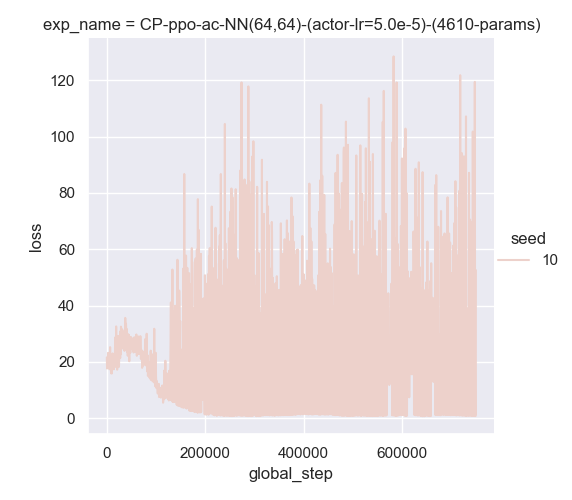 exp_name = CP-ppo-ac-NN(64,64)-(actor-lr=5.0e-5)-(4610-params)
120
100
80
60
40
20
0
loss
0 200000 400000 600000
global_step
seed
10